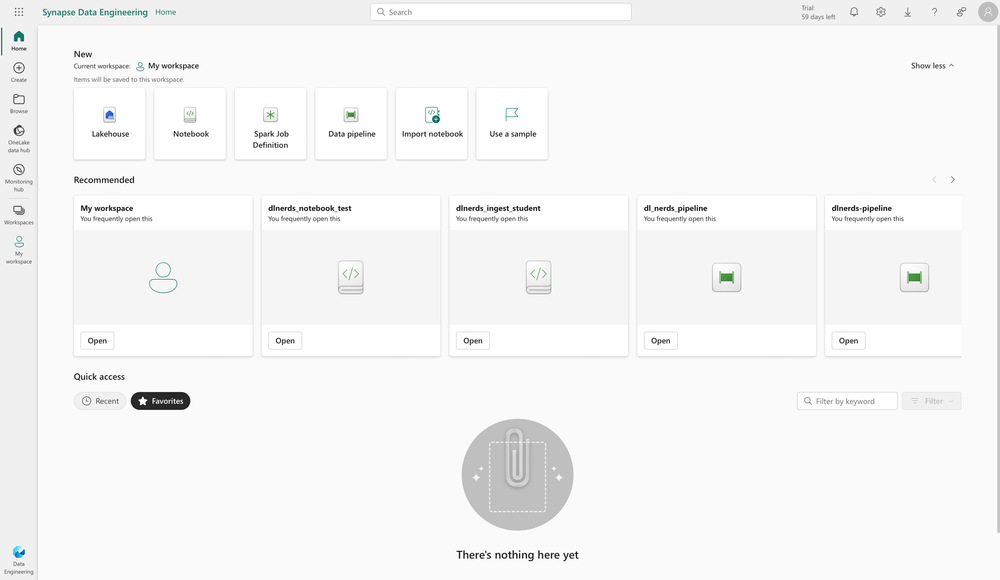 Synapse Data Engineering Home
Search
Trial:
59 days left
Home
Create
Browse
OneLake
data hub
Monitoring
hub
Workspaces
My
workspace
Data
Engineering
New
Current workspace: My workspace
Items will be saved to this workspace.
Show less
Lakehouse
Notebook
Spark Job
Definition
Data pipeline
Import notebook
Use a sample
Recommended
My workspace
You frequently open this
Open
dlnerds_notebook_test
You frequently open this
Open
dlnerds_ingest_student
You frequently open this
Open
dl_nerds_pipeline
You frequently open this
Open
dlnerds-pipeline
You frequently open this
Open
Quick access
Recent
Favorites
Filter by keyword
Filter
There's nothing here yet